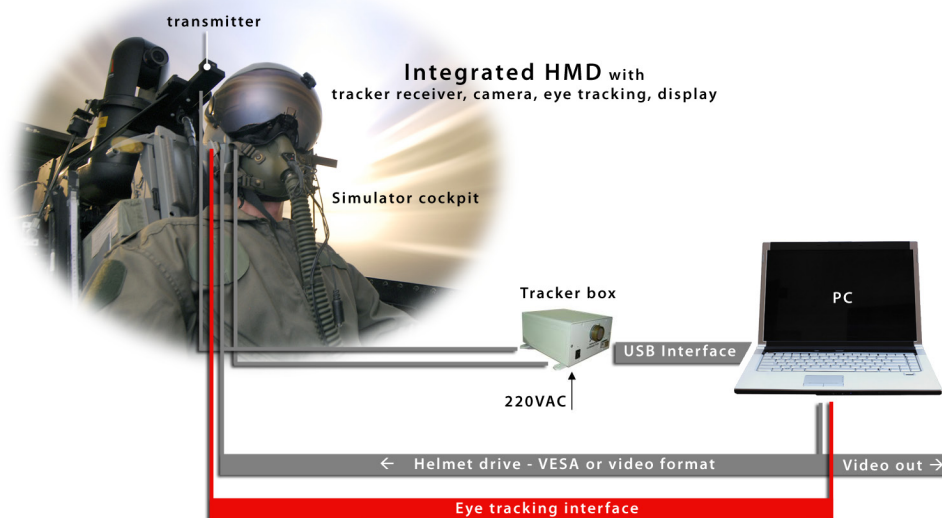 transmitter
Integrated HMD with
tracker receiver, camera, eye tracking, display
Simulator cockpit
Tracker box
PC
USB Interface
220VAC
← Helmet drive - VESA or video format
Video out →
Eye tracking interface